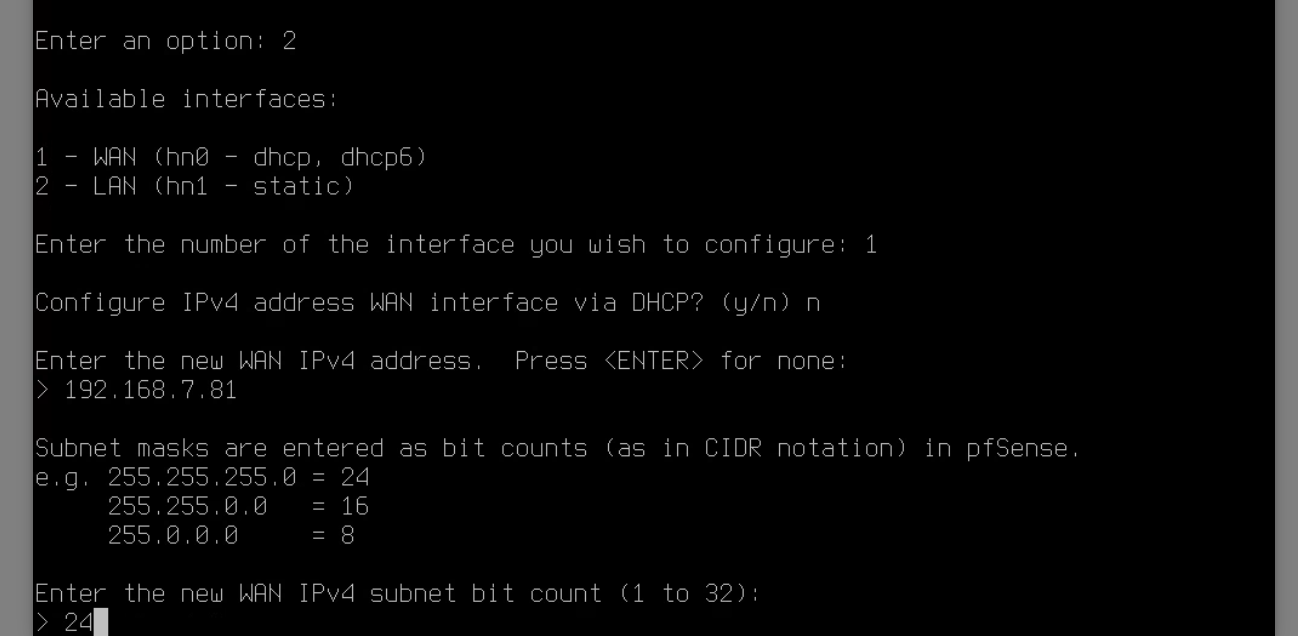 Enter an option: 2
Available interfaces:
1 - WAN (hn0 - dhcp, dhcp6)
2 - LAN (hn1 - static)
Enter the number of the interface you wish to configure: 1
Configure IPv4 address WAN interface via DHCP? (y/n) n
Enter the new WAN IPv4 address.  Press <ENTER> for none:
> 192.168.7.81
Subnet masks are entered as bit counts (as in CIDR notation) in pfSense.
e.g. 255.255.255.0 = 24
     255.255.0.0   = 16
     255.0.0.0     = 8
Enter the new WAN IPv4 subnet bit count (1 to 32):
> 24